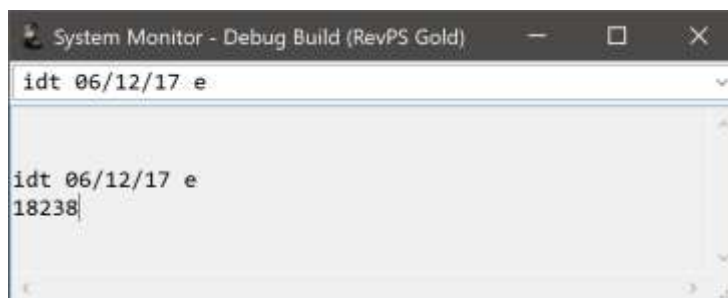 System Monitor - Debug Build (RevPS Gold)
idt 06/12/17 e
idt 06/12/17 e
18238